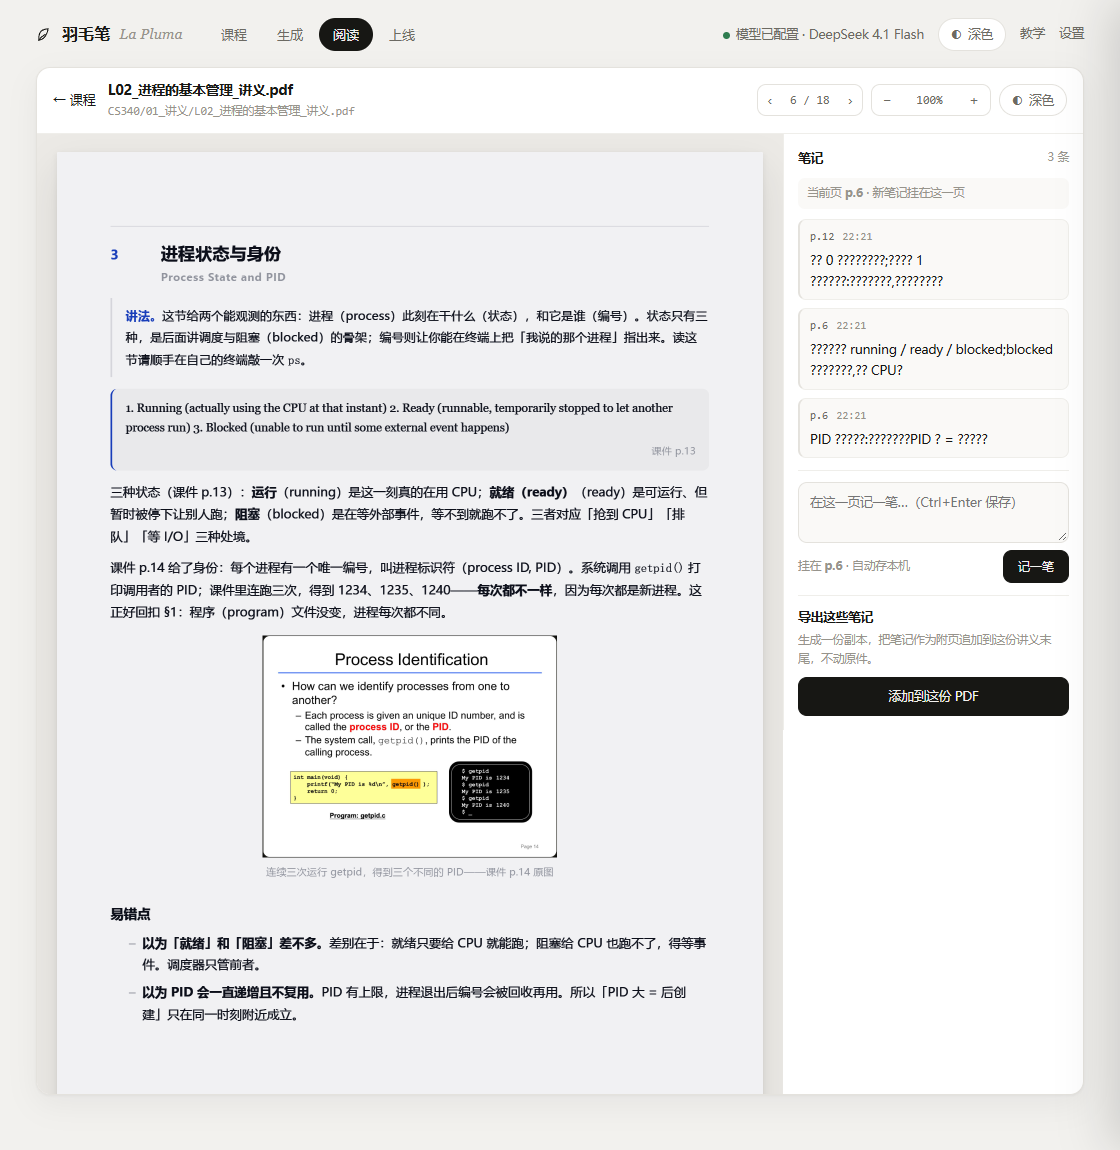 羽毛笔 La Pluma 课程 生成 阅读 上线 模型已配置 · DeepSeek 4.1 Flash 深色 教学 设置
← 课程
L02_进程的基本管理_讲义.pdf
CS340/01_讲义/L02_进程的基本管理_讲义.pdf
‹ 6 / 18 › − 100% + 深色
3 进程状态与身份
Process State and PID
讲法。这节给两个能观测的东西：进程（process）此刻在干什么（状态），和它是谁（编号）。状态只有三
种，是后面讲调度与阻塞（blocked）的骨架；编号则让你能在终端上把「我说的那个进程」指出来。读这
节请顺手在自己的终端敲一次 ps。
1. Running (actually using the CPU at that instant) 2. Ready (runnable, temporarily stopped to let another
process run) 3. Blocked (unable to run until some external event happens)
课件 p.13
三种状态（课件 p.13）：运行（running）是这一刻真的在用 CPU；就绪（ready）（ready）是可运行、但
暂时被停下让别人跑；阻塞（blocked）是在等外部事件，等不到就跑不了。三者对应「抢到 CPU」「排
队」「等 I/O」三种处境。
课件 p.14 给了身份：每个进程有一个唯一编号，叫进程标识符（process ID, PID）。系统调用 getpid() 打
印调用者的 PID；课件里连跑三次，得到 1234、1235、1240——每次都不一样，因为每次都是新进程。这
正好回扣 §1：程序（program）文件没变，进程每次都不同。
Process Identification
• How can we identify processes from one to
another?
– Each process is given an unique ID number, and is
called the process ID, or the PID.
– The system call, getpid(), prints the PID of the
calling process.
int main(void) {
printf("My PID is %d\n", getpid() );
return 0;
}
Program: getpid.c
$ getpid
My PID is 1234
$ getpid
My PID is 1235
$ getpid
My PID is 1240
$ _
Page 14
连续三次运行 getpid，得到三个不同的 PID——课件 p.14 原图
易错点
– 以为「就绪」和「阻塞」差不多。差别在于：就绪只要给 CPU 就能跑；阻塞给 CPU 也跑不了，得等事
件。调度器只管前者。
– 以为 PID 会一直递增且不复用。PID 有上限，进程退出后编号会被回收再用。所以「PID 大 = 后创
建」只在同一时刻附近成立。
笔记 3 条
当前页 p.6 · 新笔记挂在这一页
p.12 22:21
?? 0 ????????;???? 1
??????:???????,????????
p.6 22:21
?????? running / ready / blocked;blocked
???????,?? CPU?
p.6 22:21
PID ?????:???????PID ? = ?????
在这一页记一笔...（Ctrl+Enter 保存）
挂在 p.6 · 自动存本机 记一笔
导出这些笔记
生成一份副本，把笔记作为附页追加到这份讲义末
尾，不动原件。
添加到这份 PDF